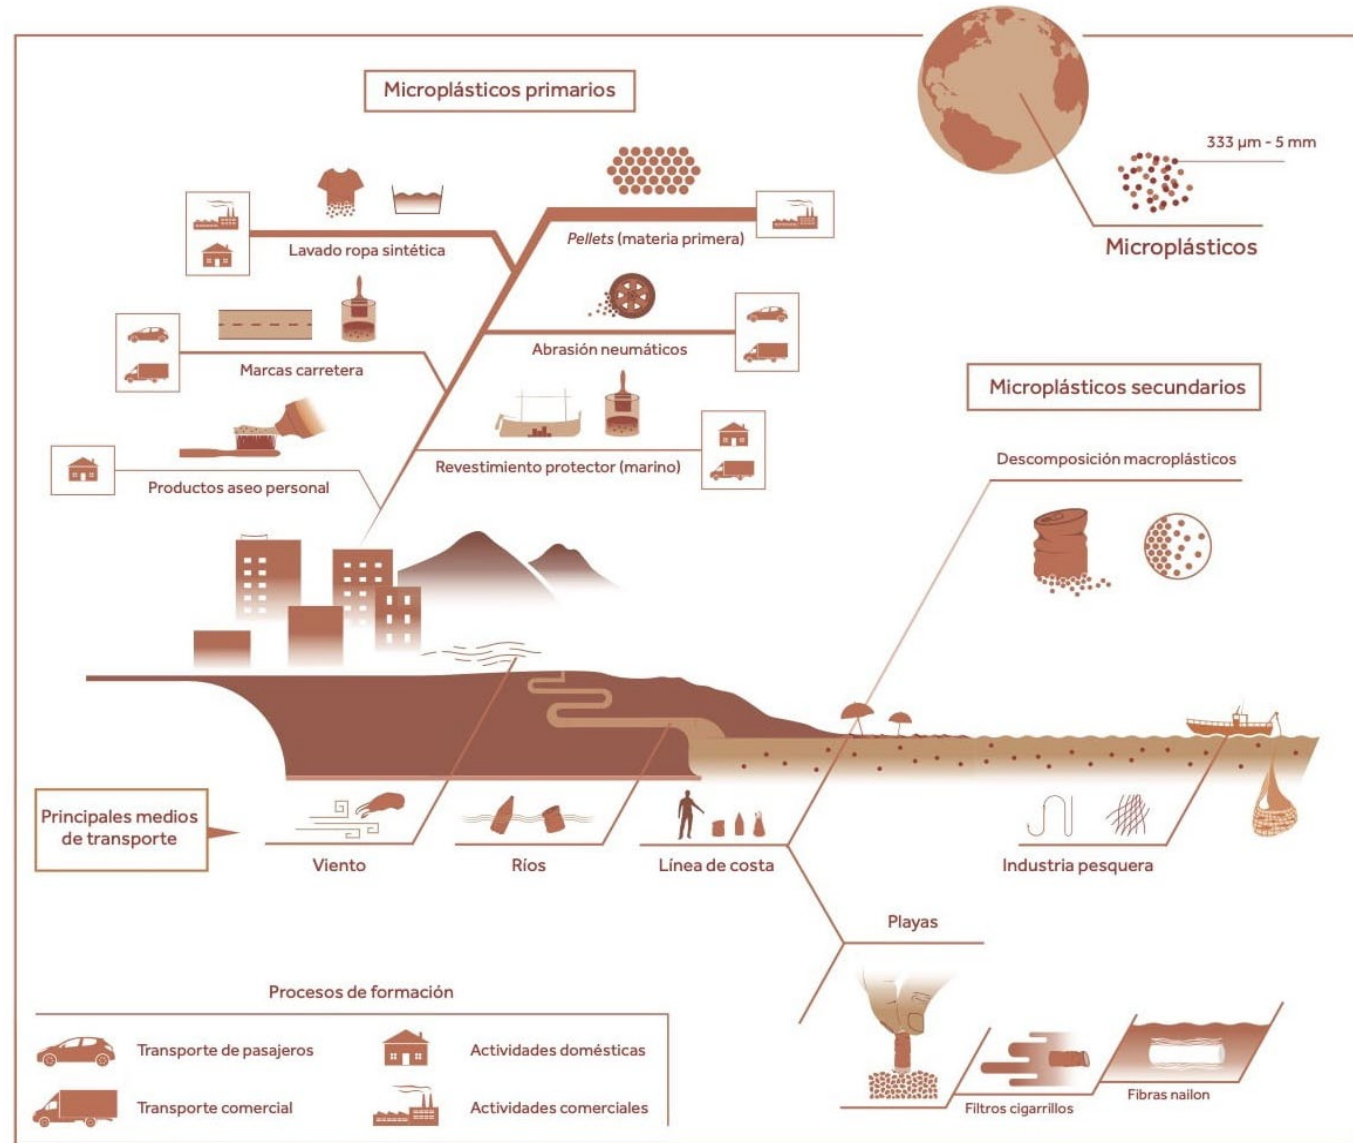 Microplásticos primarios
333 µm - 5 mm
Microplásticos
Lavado ropa sintética
Pellets (materia primera)
Marcas carretera
Abrasión neumáticos
Productos aseo personal
Revestimiento protector (marino)
Microplásticos secundarios
Descomposición macroplásticos
Principales medios
de transporte
Viento
Ríos
Línea de costa
Industria pesquera
Playas
Filtros cigarrillos
Fibras nailon
Procesos de formación
Transporte de pasajeros
Actividades domésticas
Transporte comercial
Actividades comerciales